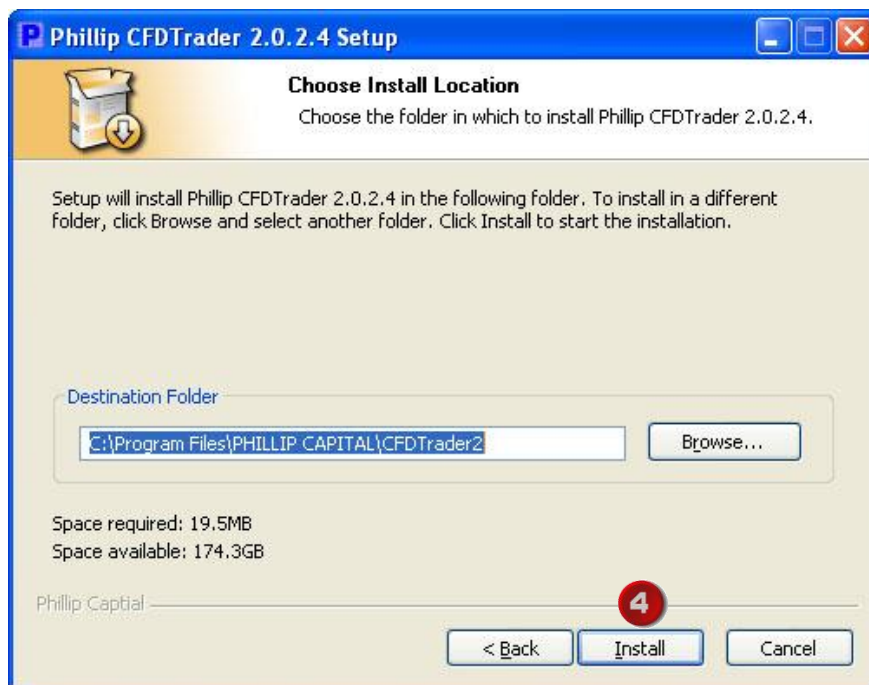 Phillip CFDTrader 2.0.2.4 Setup
Choose Install Location
Choose the folder in which to install Phillip CFDTrader 2.0.2.4.
Setup will install Phillip CFDTrader 2.0.2.4 in the following folder. To install in a different
folder, click Browse and select another folder. Click Install to start the installation.
Destination Folder
C:\Program Files\PHILLIP CAPITAL\CFDTrader2
Browse...
Space required: 19.5MB
Space available: 174.3GB
Phillip Captial
4
< Back
Install
Cancel